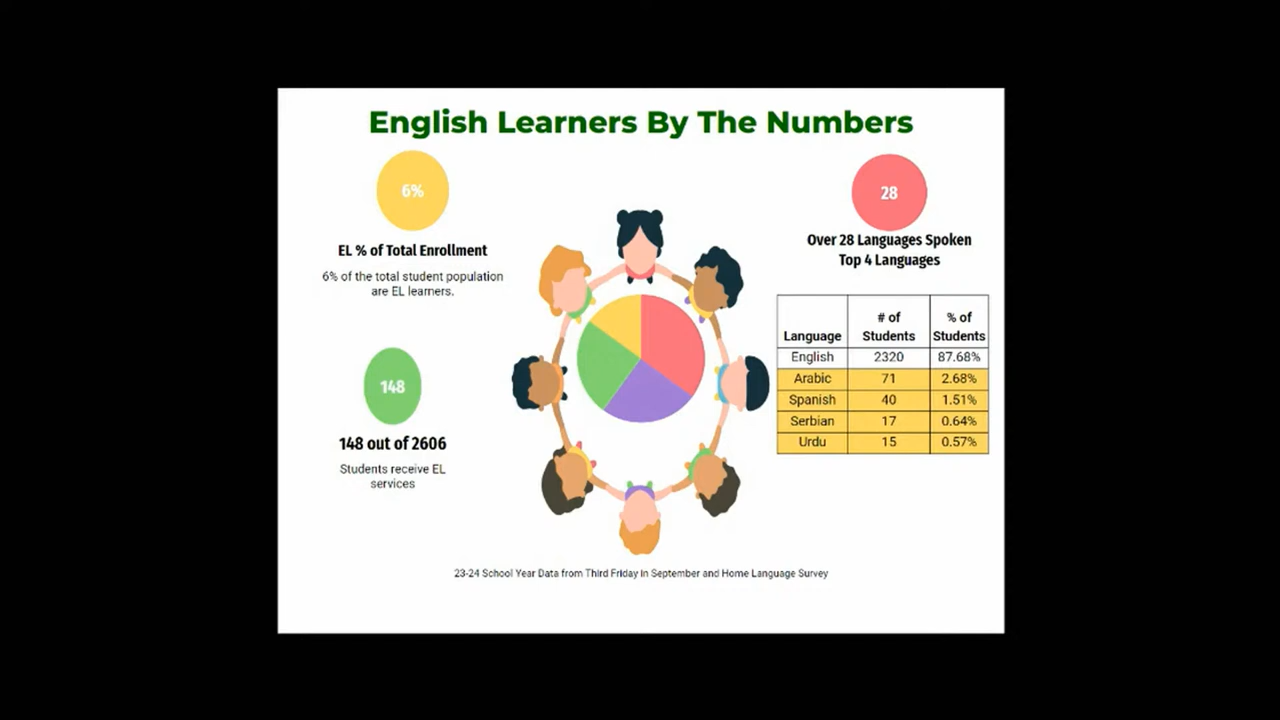 English Learners By The Numbers
6%
EL % of Total Enrollment
6% of the total student population
are EL learners.
148
148 out of 2606
Students receive EL
services
28
Over 28 Languages Spoken
Top 4 Languages
Language # of Students % of Students
English 2320 87.68%
Arabic 71 2.68%
Spanish 40 1.51%
Serbian 17 0.64%
Urdu 15 0.57%
23-24 School Year Data from Third Friday in September and Home Language Survey